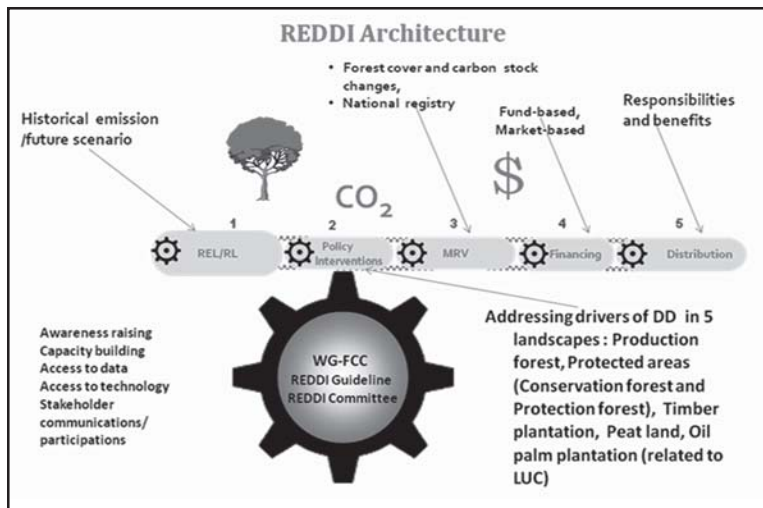 REDDI Architecture
• Forest cover and carbon stock
changes,
• National registry
Historical emission
/future scenario
Fund-based,
Market-based
Responsibilities
and benefits
CO₂
$
1
2
3
4
5
REL/RL
Policy
Interventions
MRV
Financing
Distribution
Awareness raising
Capacity building
Access to data
Access to technology
Stakeholder
communications/
participations
WG-FCC
REDDI Guideline
REDDI Committee
Addressing drivers of DD in 5
landscapes : Production
forest, Protected areas
(Conservation forest and
Protection forest), Timber
plantation, Peat land, Oil
palm plantation (related to
LUC)